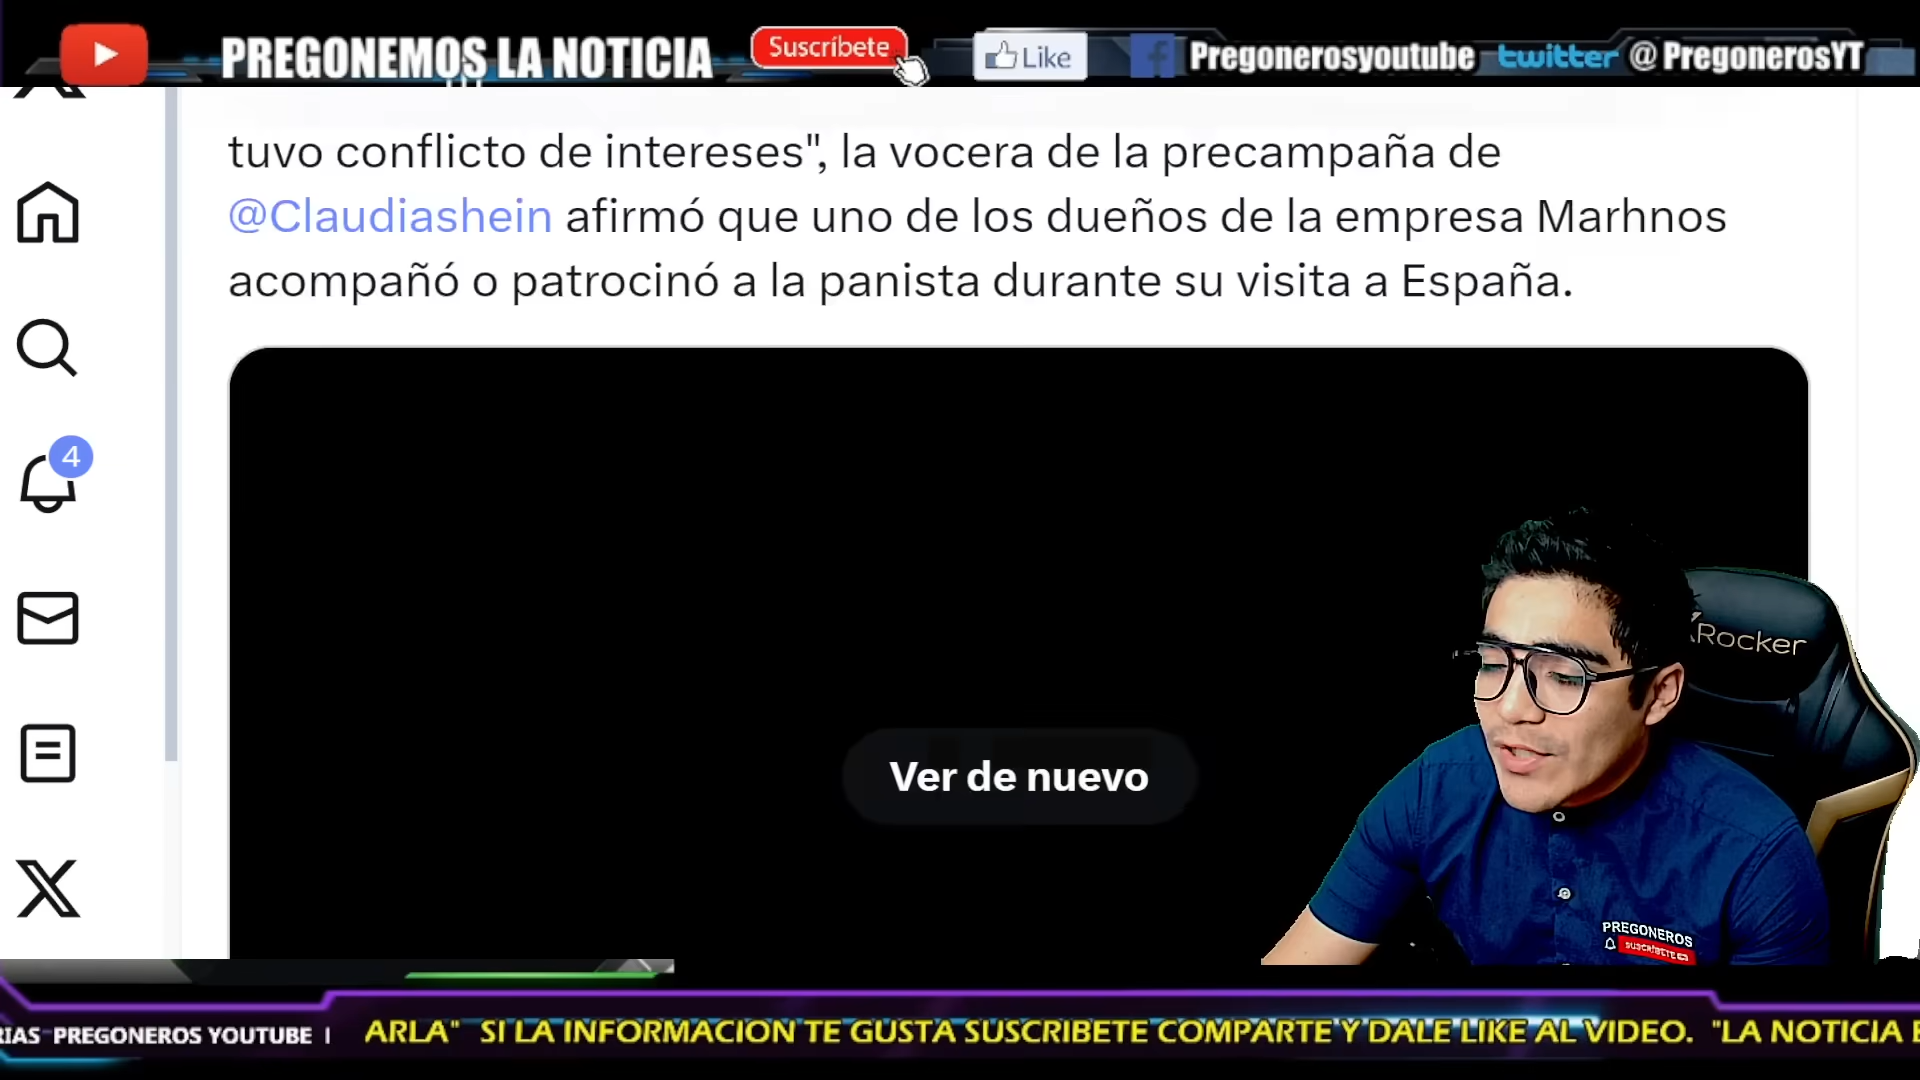 PREGONEMOS LA NOTICIA
Suscríbete
Like
Pregonerosyoutube
twitter @PregonerosYT
tuvo conflicto de intereses", la vocera de la precampaña de
@Claudiashein afirmó que uno de los dueños de la empresa Marhnos
acompañó o patrocinó a la panista durante su visita a España.
4
Ver de nuevo
XRocker
PREGONEROS
SUSCRÍBETE
RIAS PREGONEROS YOUTUBE |
ARLA" SI LA INFORMACION TE GUSTA SUSCRIBETE COMPARTE Y DALE LIKE AL VIDEO. "LA NOTICIA E